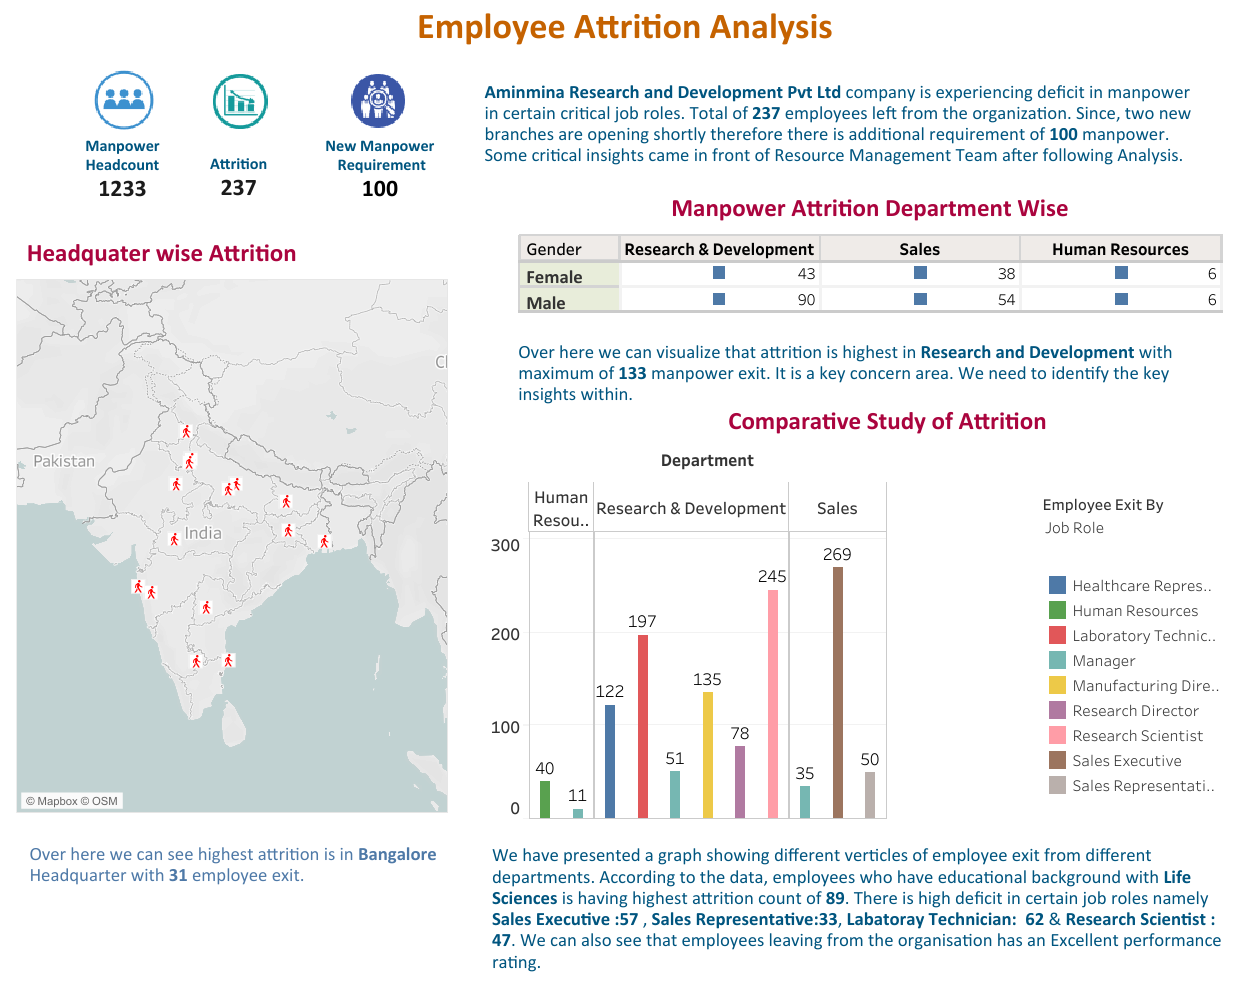 Employee Attrition Analysis
Manpower
Headcount
1233
Attrition
237
New Manpower
Requirement
100
Aminmina Research and Development Pvt Ltd company is experiencing deficit in manpower
in certain critical job roles. Total of 237 employees left from the organization. Since, two new
branches are opening shortly therefore there is additional requirement of 100 manpower.
Some critical insights came in front of Resource Management Team after following Analysis.
Headquater wise Attrition
Pakistan
India
Cl
© Mapbox © OSM
Over here we can see highest attrition is in Bangalore
Headquarter with 31 employee exit.
Manpower Attrition Department Wise
Gender Research & Development Sales Human Resources
Female 43 38 6
Male 90 54 6
Over here we can visualize that attrition is highest in Research and Development with
maximum of 133 manpower exit. It is a key concern area. We need to identify the key
insights within.
Comparative Study of Attrition
Department
Human
Resou.. Research & Development Sales
300
200
100
0
40
11
122
197
51
135
78
245
35
269
50
Employee Exit By
Job Role
Healthcare Repres..
Human Resources
Laboratory Technic..
Manager
Manufacturing Dire..
Research Director
Research Scientist
Sales Executive
Sales Representati..
We have presented a graph showing different verticles of employee exit from different
departments. According to the data, employees who have educational background with Life
Sciences is having highest attrition count of 89. There is high deficit in certain job roles namely
Sales Executive :57 , Sales Representative:33, Labatoray Technician:  62 & Research Scientist :
47. We can also see that employees leaving from the organisation has an Excellent performance
rating.